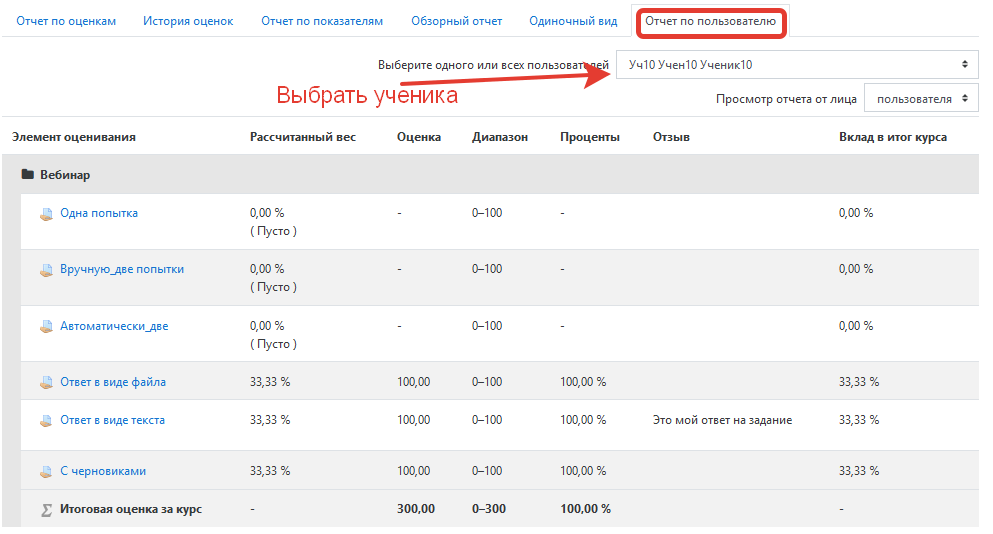 Отчет по оценкам История оценок Отчет по показателям Обзорный отчет Одиночный вид Отчет по пользователю
Выберите одного или всех пользователей Уч10 Учен10 Ученик10
Выбрать ученика
Просмотр отчета от лица пользователя
Элемент оценивания Рассчитанный вес Оценка Диапазон Проценты Отзыв Вклад в итог курса
Вебинар
Одна попытка 0,00 % - 0–100 - 0,00 %
( Пусто )
Вручную_две попытки 0,00 % - 0–100 - 0,00 %
( Пусто )
Автоматически_две 0,00 % - 0–100 - 0,00 %
( Пусто )
Ответ в виде файла 33,33 % 100,00 0–100 100,00 % 33,33 %
Ответ в виде текста 33,33 % 100,00 0–100 100,00 % Это мой ответ на задание 33,33 %
С черновиками 33,33 % 100,00 0–100 100,00 % 33,33 %
Итоговая оценка за курс - 300,00 0–300 100,00 % -